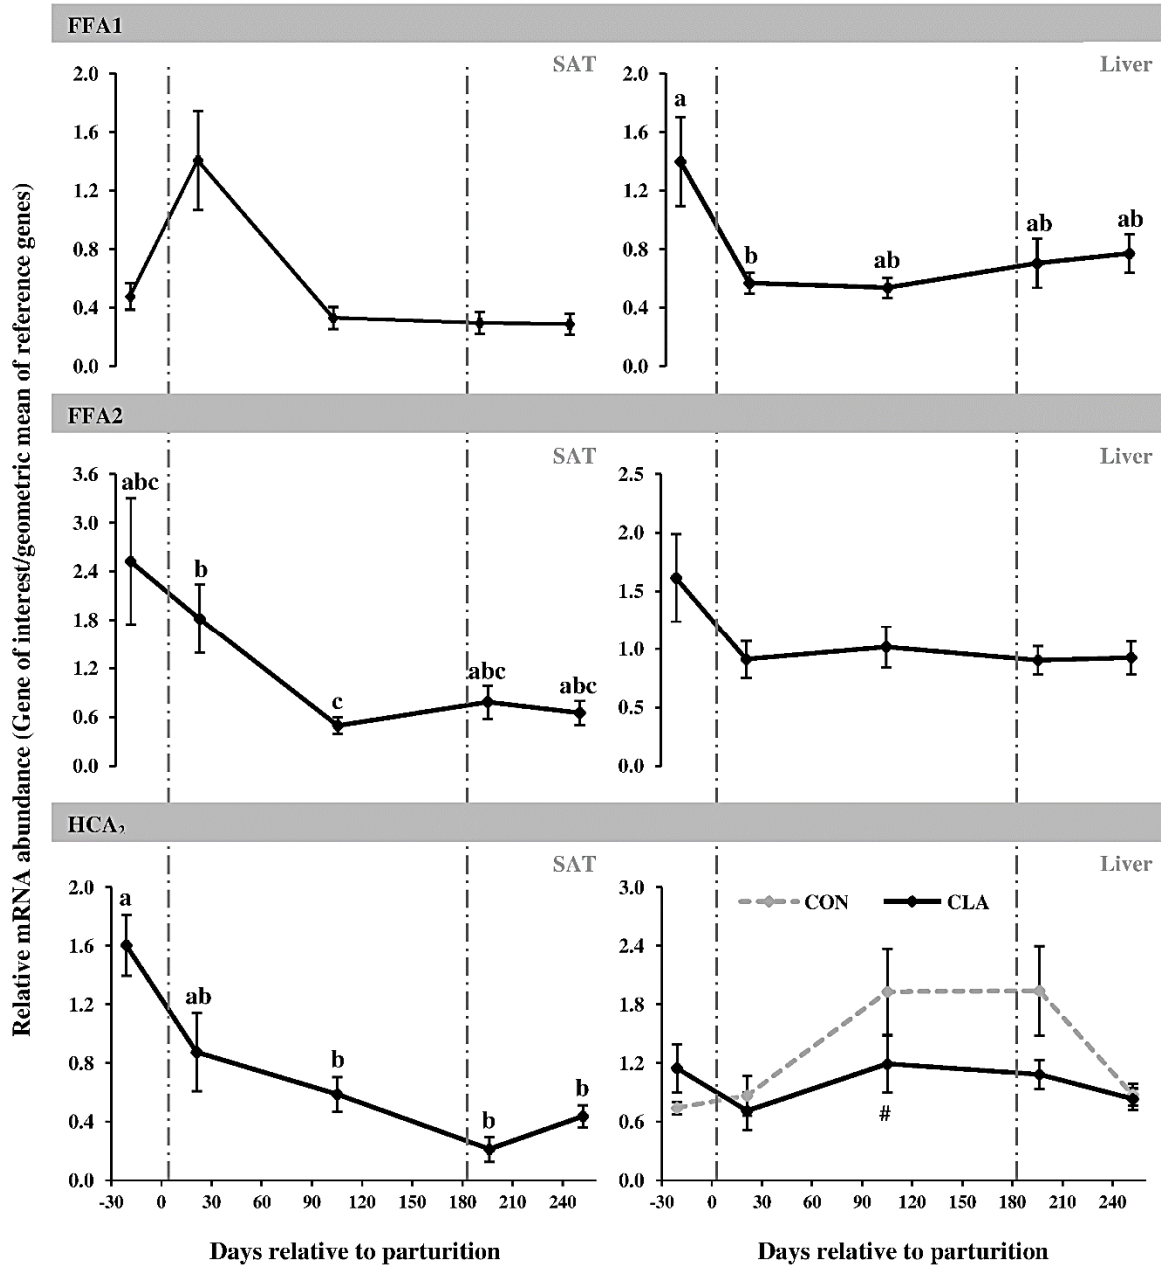 Relative mRNA abundance (Gene of interest/geometric mean of reference genes)
FFA1
SAT
2.0
1.6
1.2
0.8
0.4
0.0
Liver
2.0
1.6
1.2
0.8
0.4
0.0
a
b
ab
ab
ab
FFA2
SAT
3.6
3.0
2.4
1.8
1.2
0.6
0.0
abc
b
c
abc
abc
Liver
2.5
2.0
1.5
1.0
0.5
0.0
HCA₂
SAT
2.0
1.6
1.2
0.8
0.4
0.0
a
ab
b
b
b
-30 0 30 60 90 120 150 180 210 240
Days relative to parturition
Liver
CON CLA
3.0
2.4
1.8
1.2
0.6
0.0
#
-30 0 30 60 90 120 150 180 210 240
Days relative to parturition